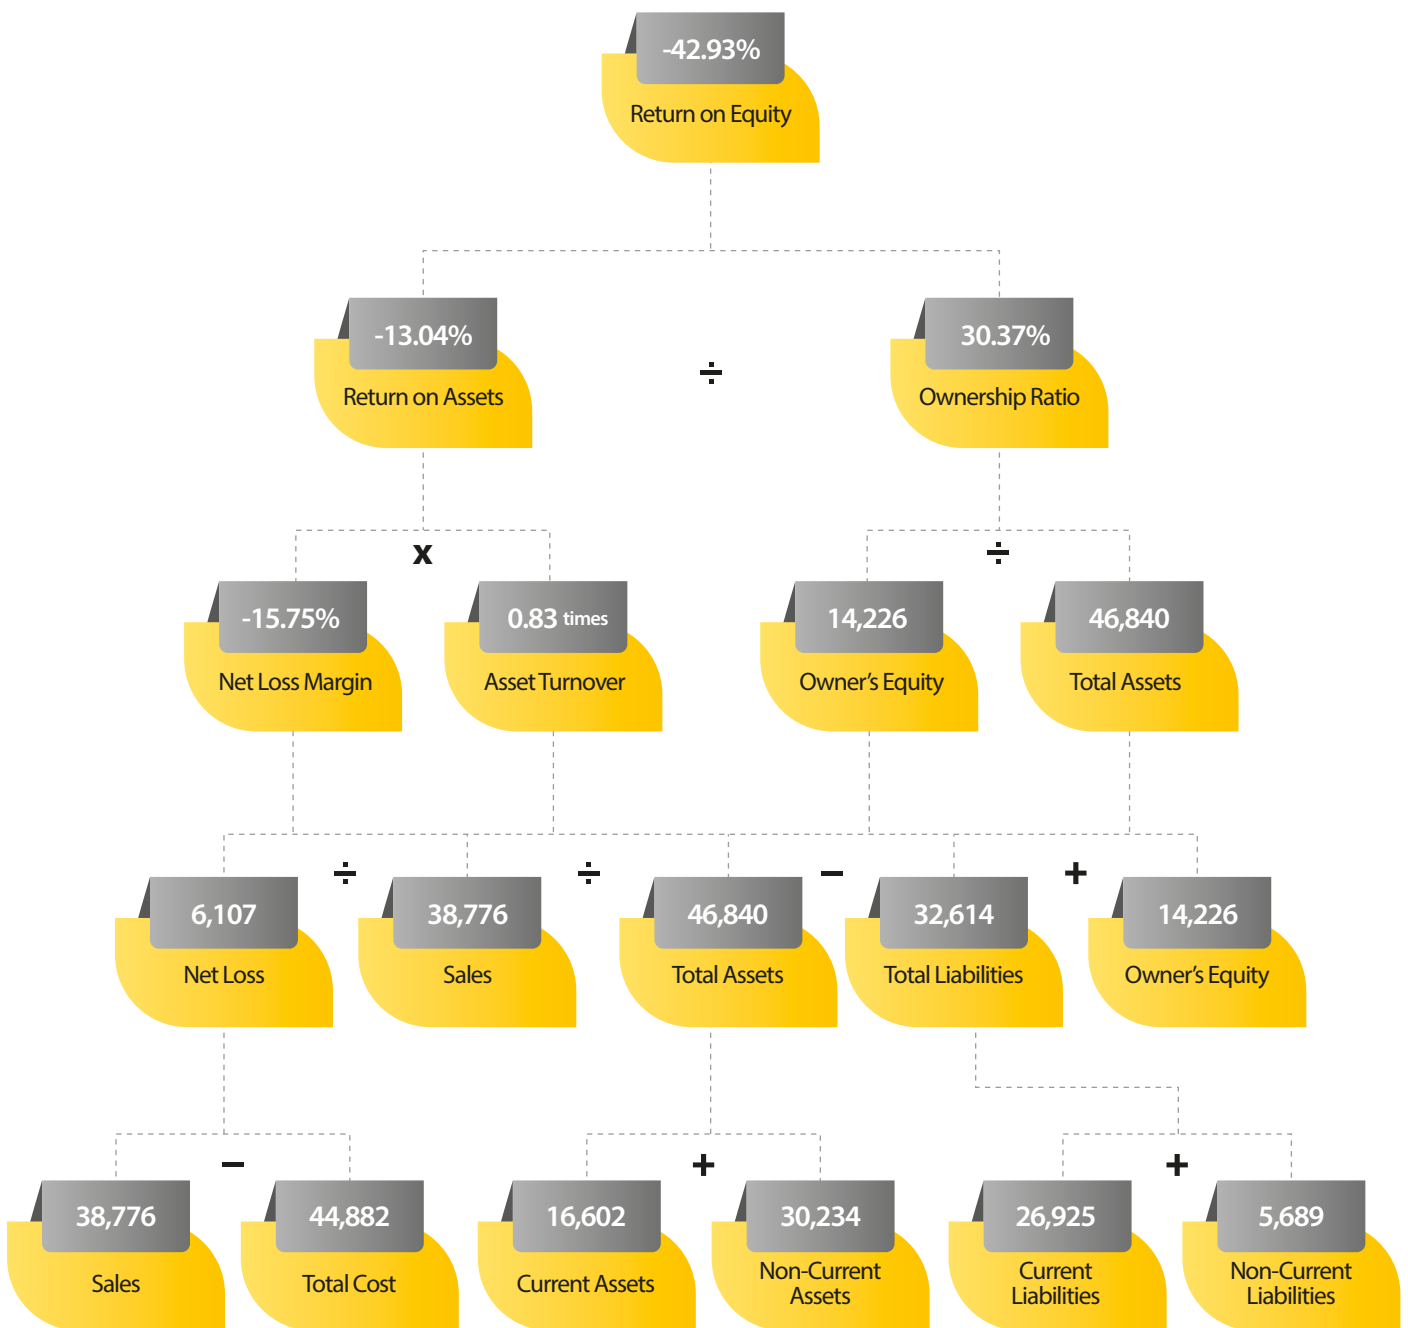 -42.93%
Return on Equity
-13.04%
Return on Assets
÷
30.37%
Ownership Ratio
x
÷
-15.75%
Net Loss Margin
0.83 times
Asset Turnover
14,226
Owner’s Equity
46,840
Total Assets
÷
÷
−
+
6,107
Net Loss
38,776
Sales
46,840
Total Assets
32,614
Total Liabilities
14,226
Owner’s Equity
−
+
+
38,776
Sales
44,882
Total Cost
16,602
Current Assets
30,234
Non-Current
Assets
26,925
Current
Liabilities
5,689
Non-Current
Liabilities